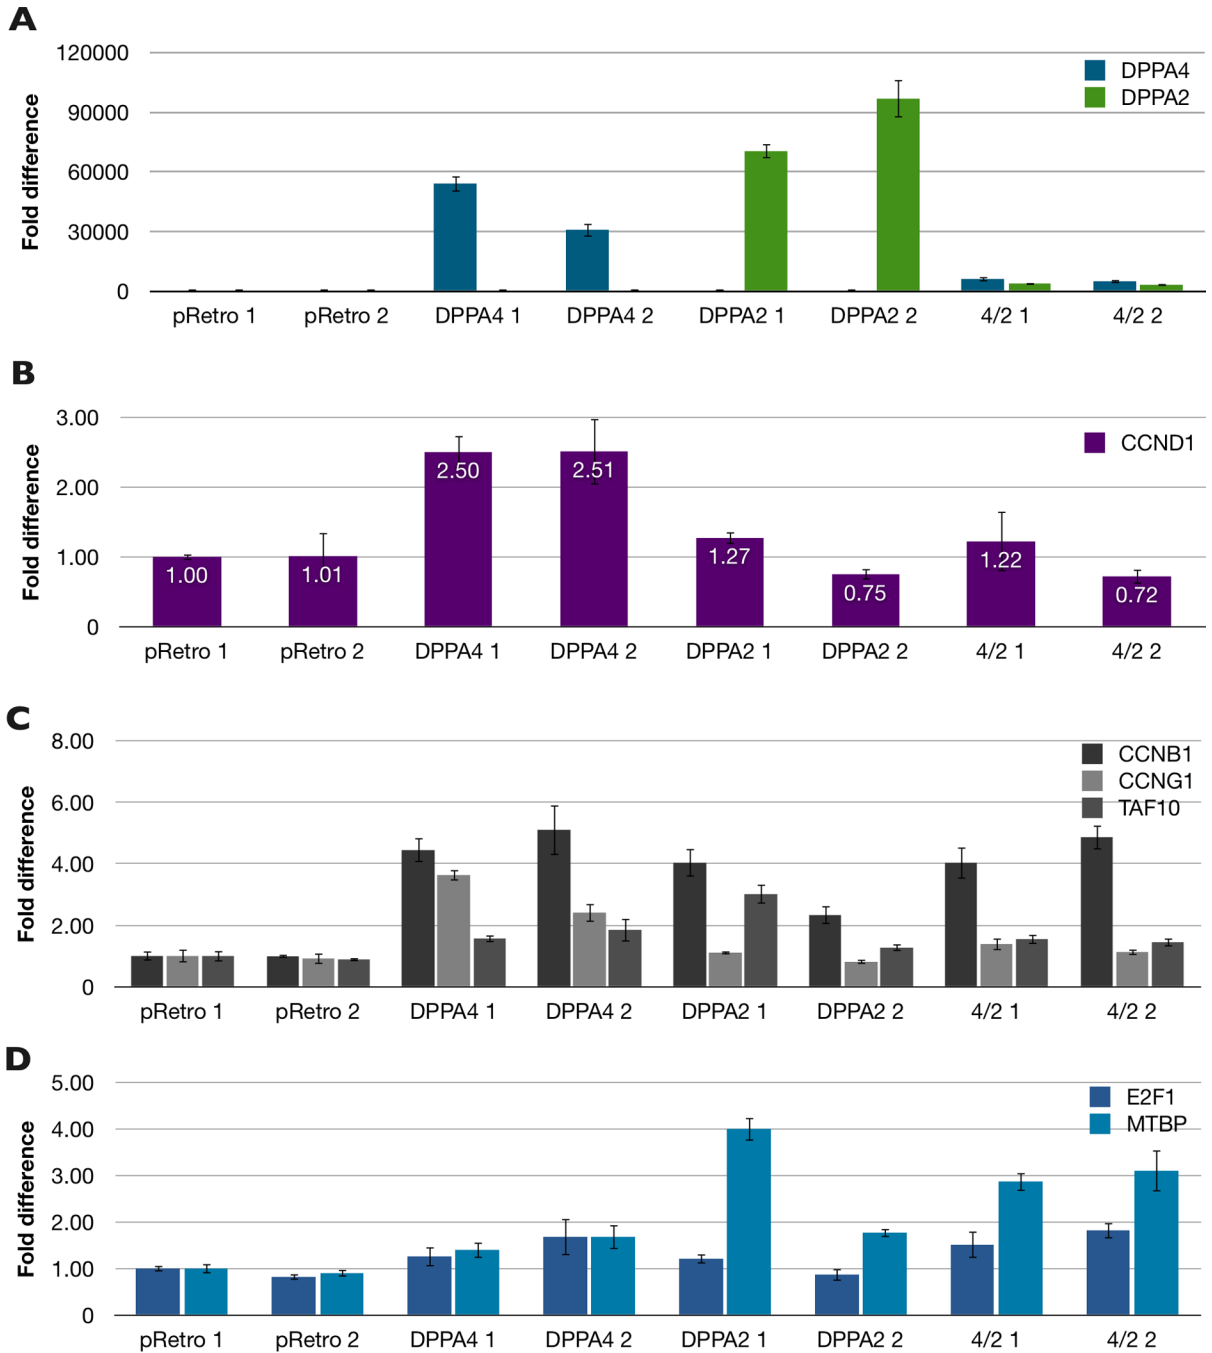 A
120000
90000
60000
30000
0
Fold difference
DPPA4
DPPA2
pRetro 1 pRetro 2 DPPA4 1 DPPA4 2 DPPA2 1 DPPA2 2 4/2 1 4/2 2
B
3.00
2.00
1.00
0
Fold difference
CCND1
1.00 1.01 2.50 2.51 1.27 0.75 1.22 0.72
pRetro 1 pRetro 2 DPPA4 1 DPPA4 2 DPPA2 1 DPPA2 2 4/2 1 4/2 2
C
8.00
6.00
4.00
2.00
0
Fold difference
CCNB1
CCNG1
TAF10
pRetro 1 pRetro 2 DPPA4 1 DPPA4 2 DPPA2 1 DPPA2 2 4/2 1 4/2 2
D
5.00
4.00
3.00
2.00
1.00
0
Fold difference
E2F1
MTBP
pRetro 1 pRetro 2 DPPA4 1 DPPA4 2 DPPA2 1 DPPA2 2 4/2 1 4/2 2